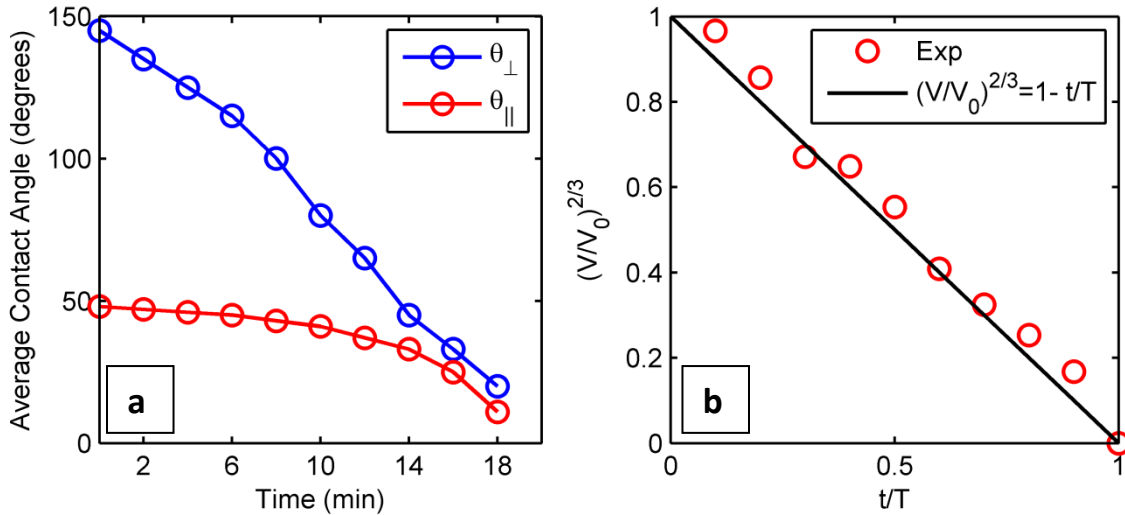 150
100
50
0
2
6
10
14
18
Time (min)
Average Contact Angle (degrees)
θ⊥
θ||
a
1
0.8
0.6
0.4
0.2
0
0
0.5
1
t/T
(V/V₀)^{2/3}
Exp
(V/V₀)^{2/3}=1- t/T
b